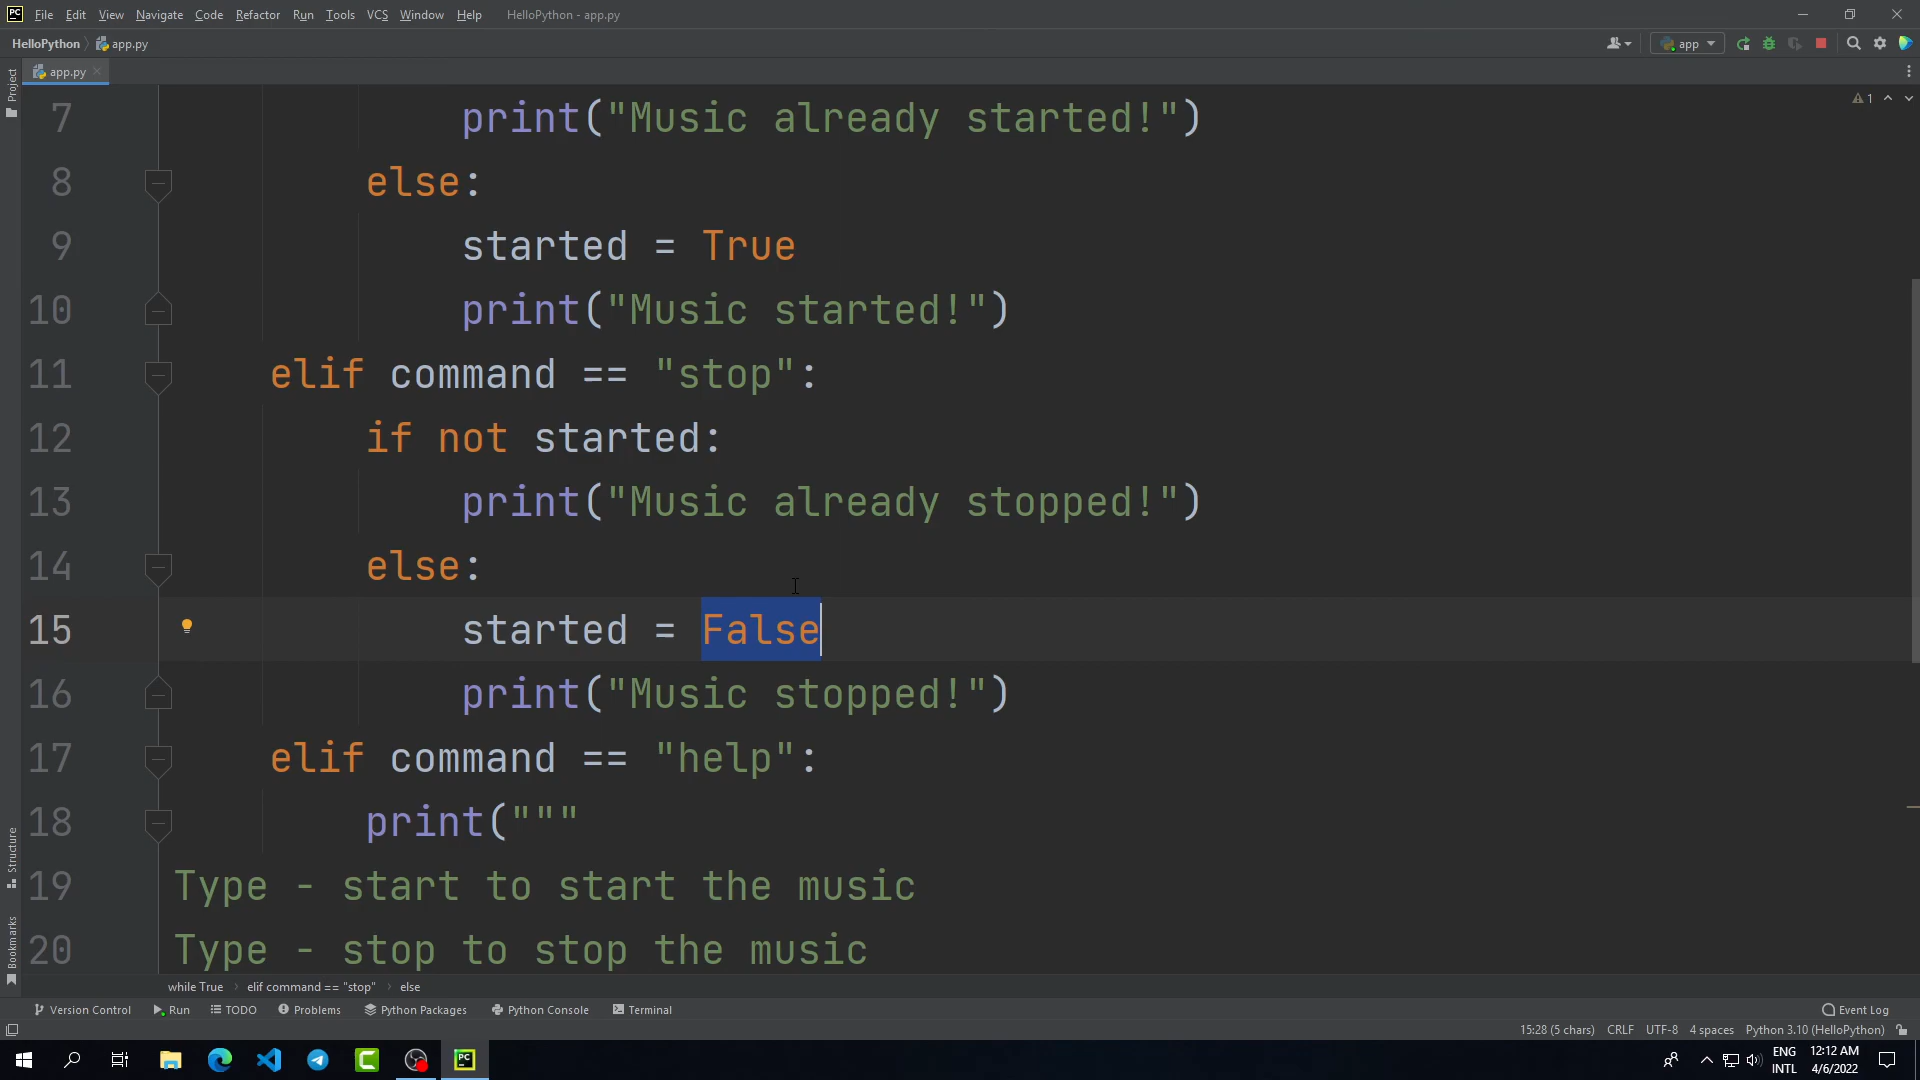 PC File Edit View Navigate Code Refactor Run Tools VCS Window Help HelloPython - app.py
HelloPython app.py app
Project app.py
1
7 print("Music already started!")
8 else:
9 started = True
10 print("Music started!")
11 elif command == "stop":
12 if not started:
13 print("Music already stopped!")
14 else:
15 started = False
16 print("Music stopped!")
17 elif command == "help":
18 print("""
19 Type - start to start the music
20 Type - stop to stop the music
Structure
Bookmarks
while True elif command == "stop" else
Version Control Run TODO Problems Python Packages Python Console Terminal Event Log
15:28 (5 chars) CRLF UTF-8 4 spaces Python 3.10 (HelloPython)
PC ENG 12:12 AM
INTL 4/6/2022